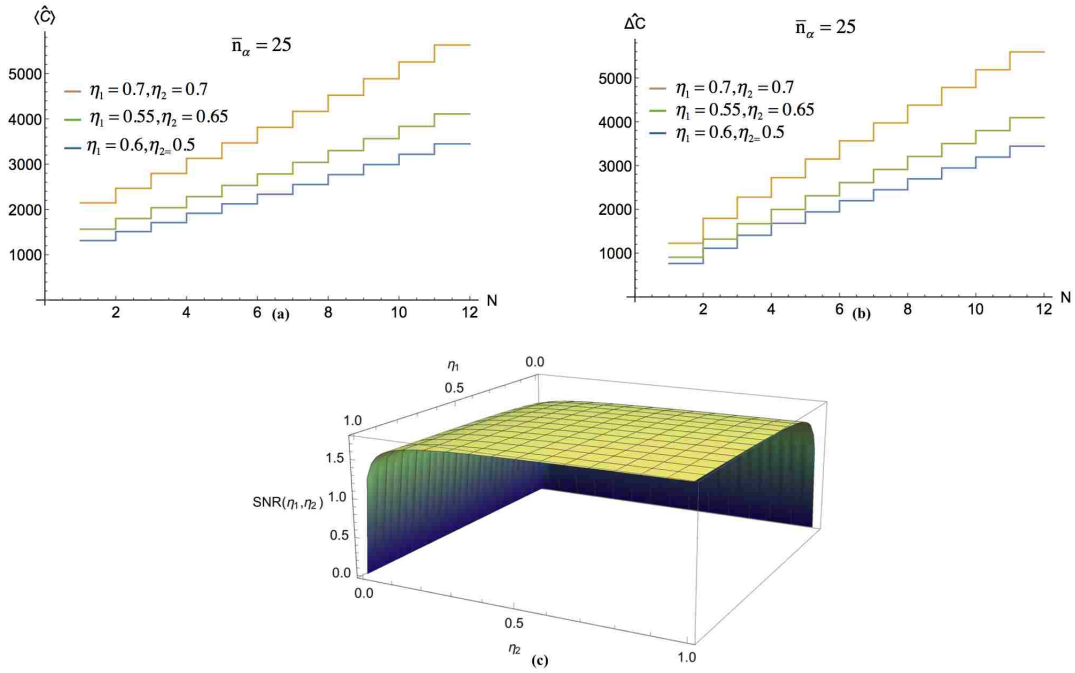 ⟨Ĉ⟩
n̅α = 25
5000
4000
3000
2000
1000
η₁ = 0.7,η₂ = 0.7
η₁ = 0.55,η₂ = 0.65
η₁ = 0.6,η₂₌ 0.5
2 4 6 8 10 12
N
(a)
ΔĈ
n̅α = 25
5000
4000
3000
2000
1000
η₁ = 0.7,η₂ = 0.7
η₁ = 0.55,η₂ = 0.65
η₁ = 0.6,η₂₌ 0.5
2 4 6 8 10 12
N
(b)
η₁
0.0
0.5
1.0
1.5
1.0
0.5
0.0
SNR(η₁,η₂)
0.0
0.5
1.0
η₂
(c)